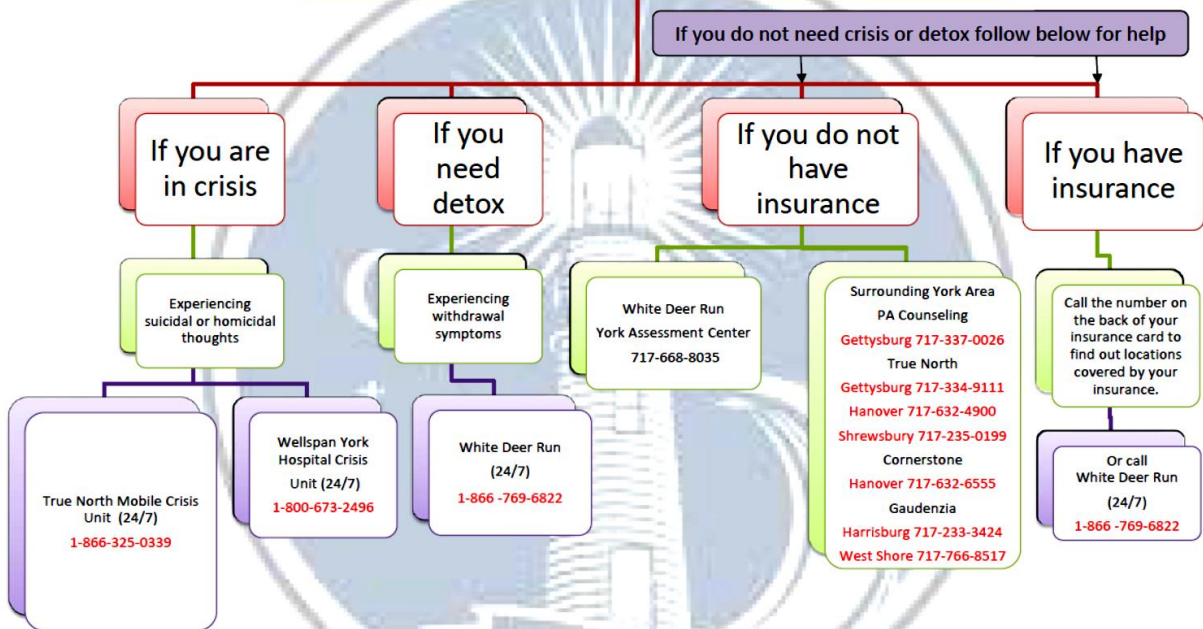 If you do not need crisis or detox follow below for help
If you are
in crisis
Experiencing
suicidal or homicidal
thoughts
True North Mobile Crisis
Unit (24/7)
1-866-325-0339
Wellspan York
Hospital Crisis
Unit (24/7)
1-800-673-2496
If you
need
detox
Experiencing
withdrawal
symptoms
White Deer Run
(24/7)
1-866 -769-6822
If you do not
have
insurance
White Deer Run
York Assessment Center
717-668-8035
Surrounding York Area
PA Counseling
Gettysburg 717-337-0026
True North
Gettysburg 717-334-9111
Hanover 717-632-4900
Shrewsbury 717-235-0199
Cornerstone
Hanover 717-632-6555
Gaudenzia
Harrisburg 717-233-3424
West Shore 717-766-8517
If you have
insurance
Call the number on
the back of your
insurance card to
find out locations
covered by your
insurance.
Or call
White Deer Run
(24/7)
1-866 -769-6822